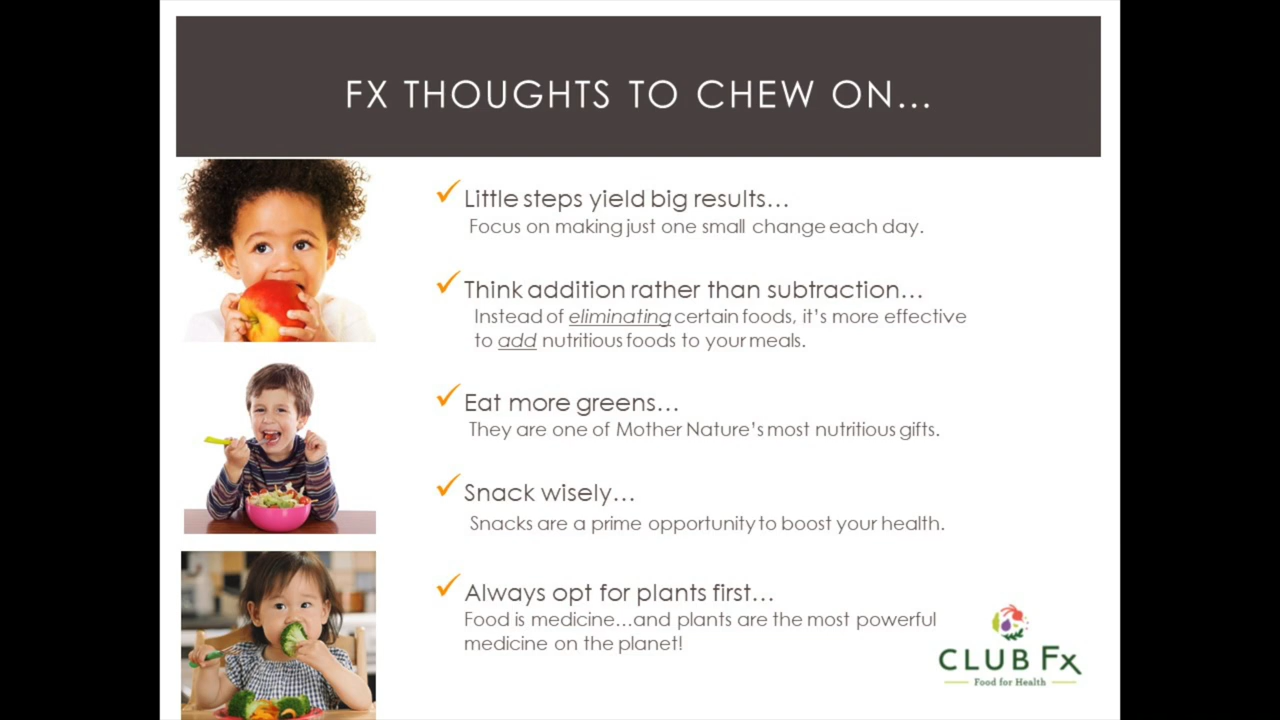 FX THOUGHTS TO CHEW ON...
Little steps yield big results...
Focus on making just one small change each day.
Think addition rather than subtraction...
Instead of eliminating certain foods, it's more effective
to add nutritious foods to your meals.
Eat more greens...
They are one of Mother Nature's most nutritious gifts.
Snack wisely...
Snacks are a prime opportunity to boost your health.
Always opt for plants first...
Food is medicine...and plants are the most powerful
medicine on the planet!
CLUB Fx
Food for Health